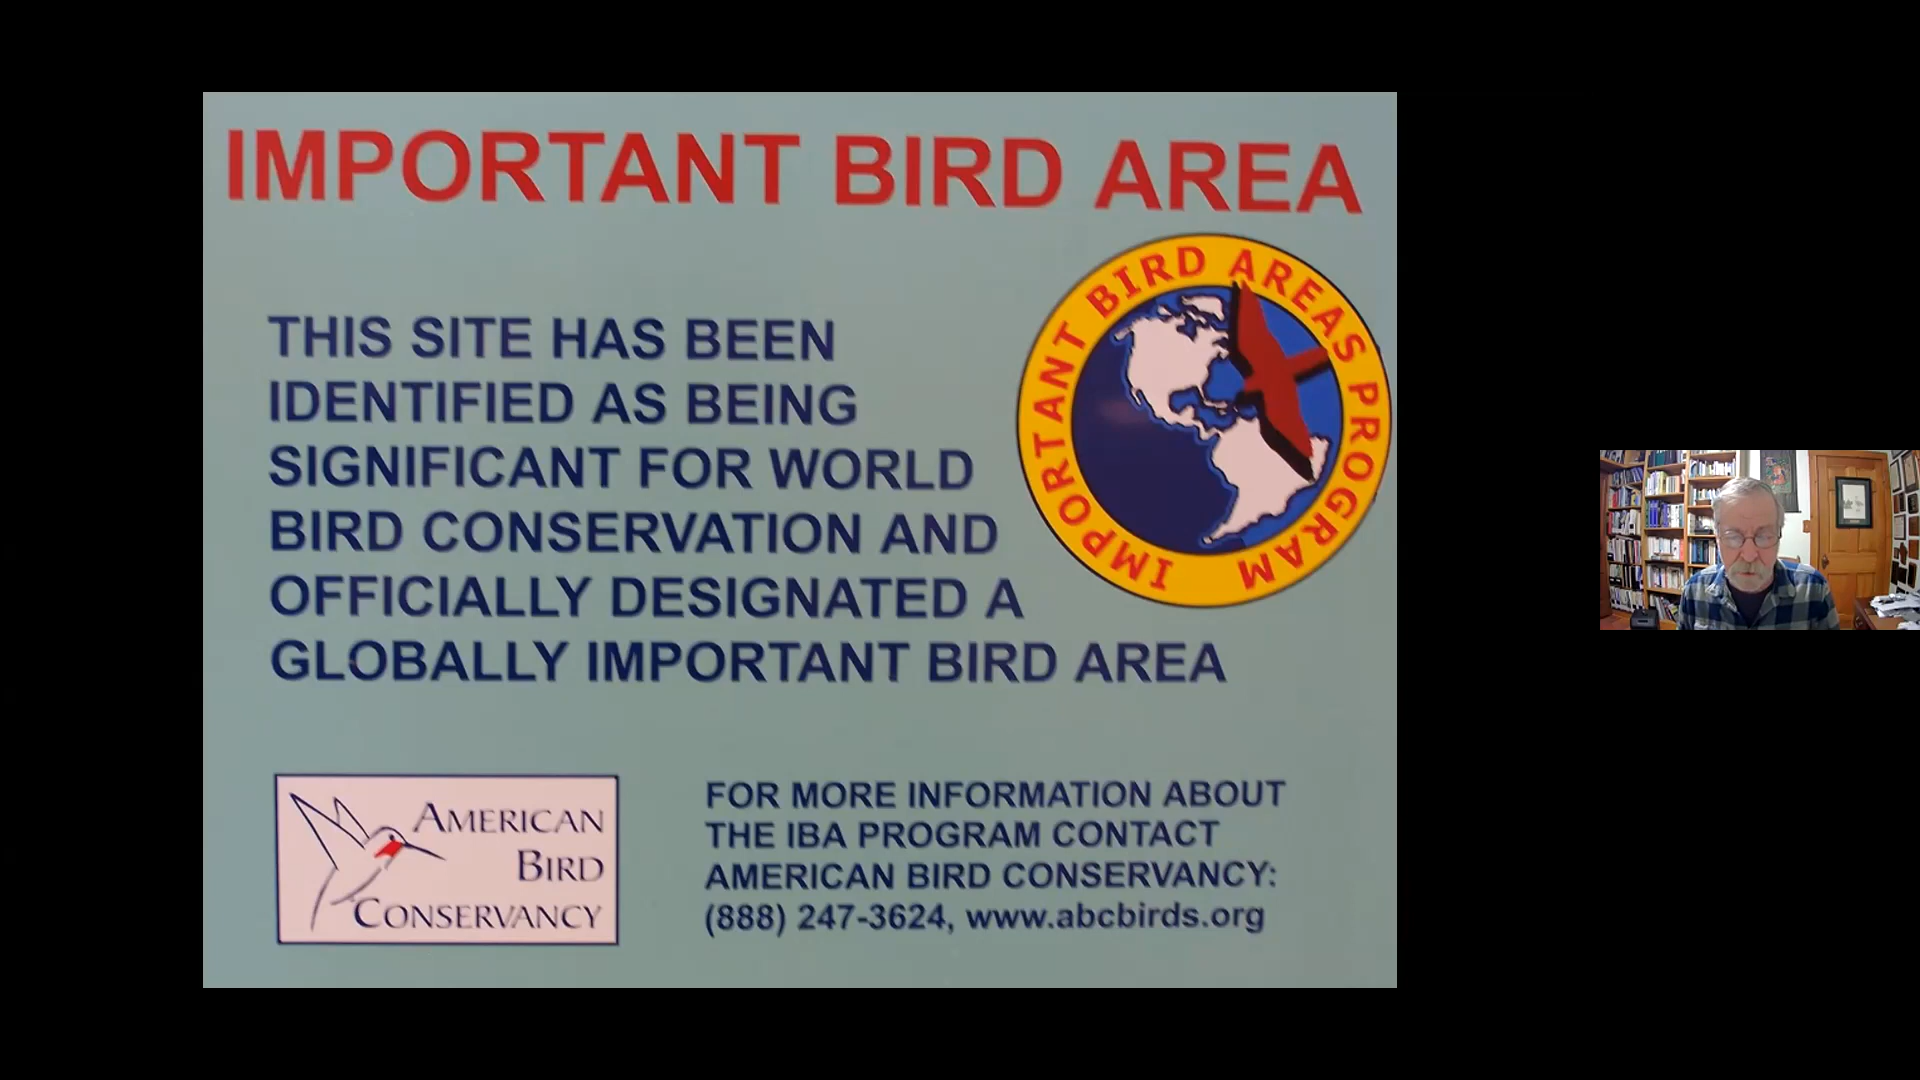 IMPORTANT BIRD AREA
IMPORTANT BIRD AREAS PROGRAM
THIS SITE HAS BEEN
IDENTIFIED AS BEING
SIGNIFICANT FOR WORLD
BIRD CONSERVATION AND
OFFICIALLY DESIGNATED A
GLOBALLY IMPORTANT BIRD AREA
AMERICAN
BIRD
CONSERVANCY
FOR MORE INFORMATION ABOUT
THE IBA PROGRAM CONTACT
AMERICAN BIRD CONSERVANCY:
(888) 247-3624, www.abcbirds.org